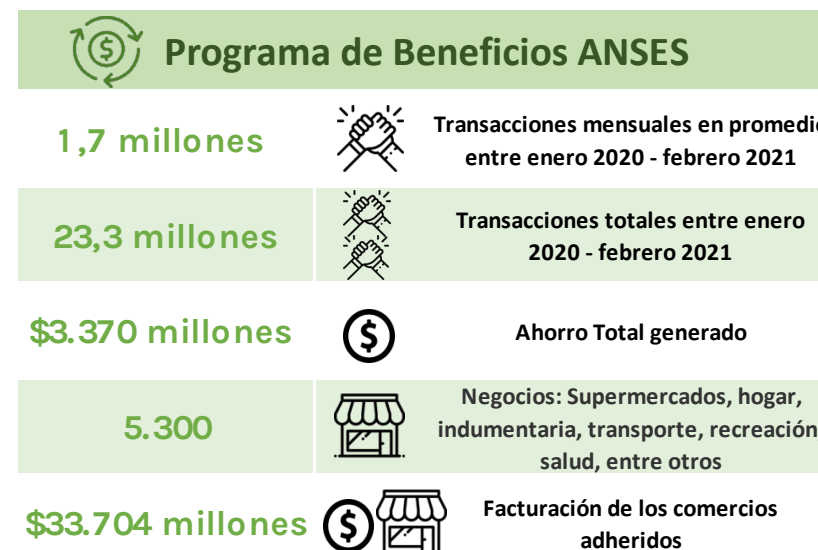 Programa de Beneficios ANSES
1,7 millones
Transacciones mensuales en promedio
entre enero 2020 - febrero 2021
23,3 millones
Transacciones totales entre enero
2020 - febrero 2021
$3.370 millones
Ahorro Total generado
5.300
Negocios: Supermercados, hogar,
indumentaria, transporte, recreación
salud, entre otros
$33.704 millones
Facturación de los comercios
adheridos